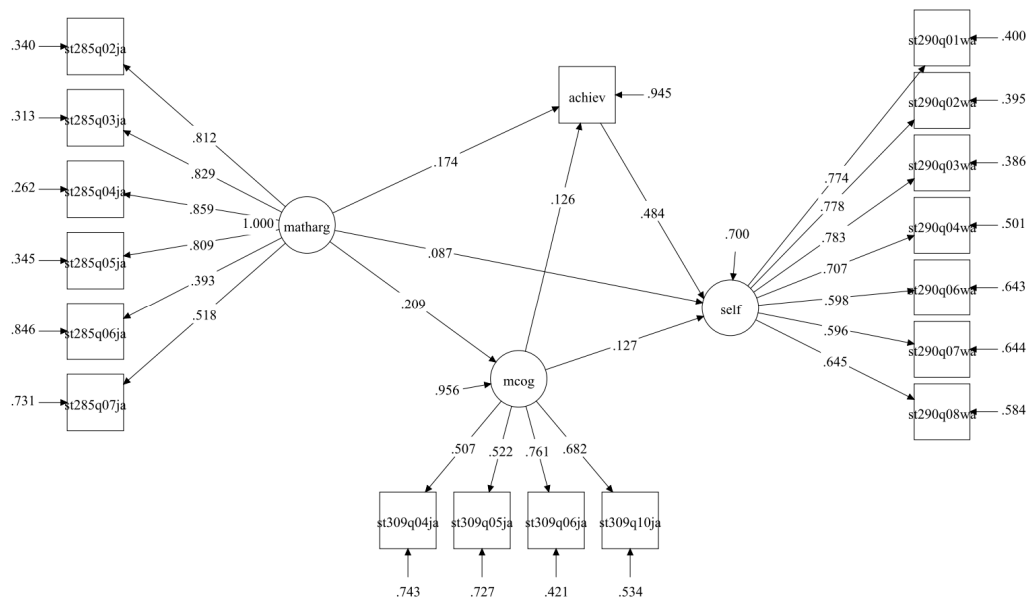 .340
st285q02ja
.313
st285q03ja
.262
st285q04ja
.345
st285q05ja
.846
st285q06ja
.731
st285q07ja
.812
.829
.859
.809
.393
.518
1.000
matharg
.174
.087
.209
achiev
.945
.126
.484
.956
mcog
.127
.700
self
.507
.522
.761
.682
st309q04ja
st309q05ja
st309q06ja
st309q10ja
.743
.727
.421
.534
.774
.778
.783
.707
.598
.596
.645
st290q01wa
.400
st290q02wa
.395
st290q03wa
.386
st290q04wa
.501
st290q06wa
.643
st290q07wa
.644
st290q08wa
.584